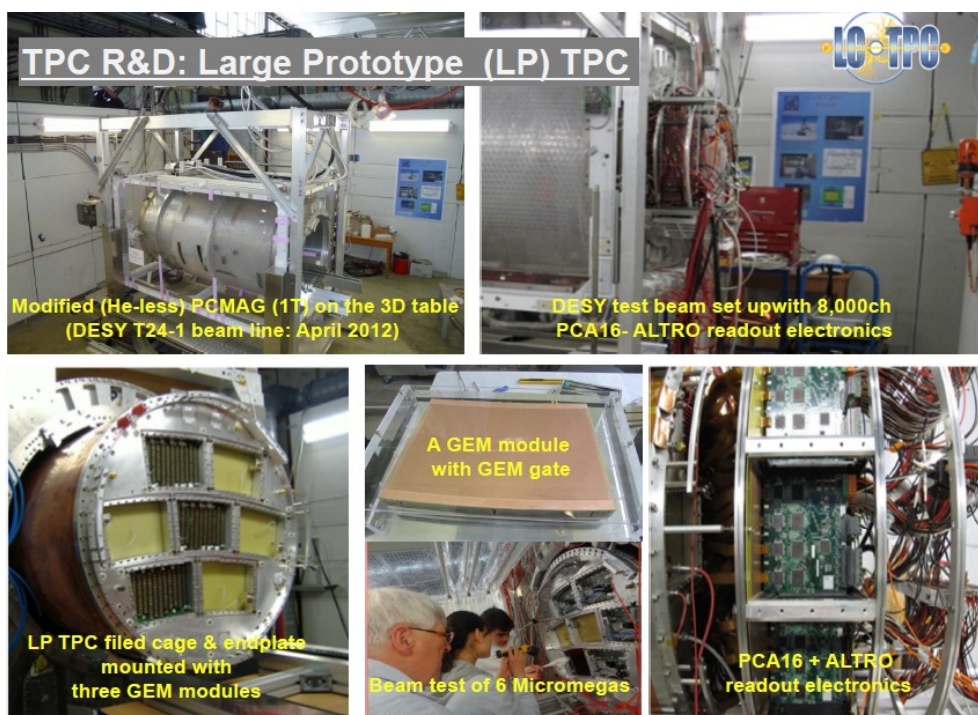 TPC R&D: Large Prototype (LP) TPC
LC TPC
Modified (He-less) PCMAG (1T) on the 3D table
(DESY T24-1 beam line: April 2012)
DESY test beam set upwith 8,000ch
PCA16- ALTRO readout electronics
LP TPC filed cage & endplate
mounted with
three GEM modules
A GEM module
with GEM gate
Beam test of 6 Micromegas
PCA16 + ALTRO
readout electronics